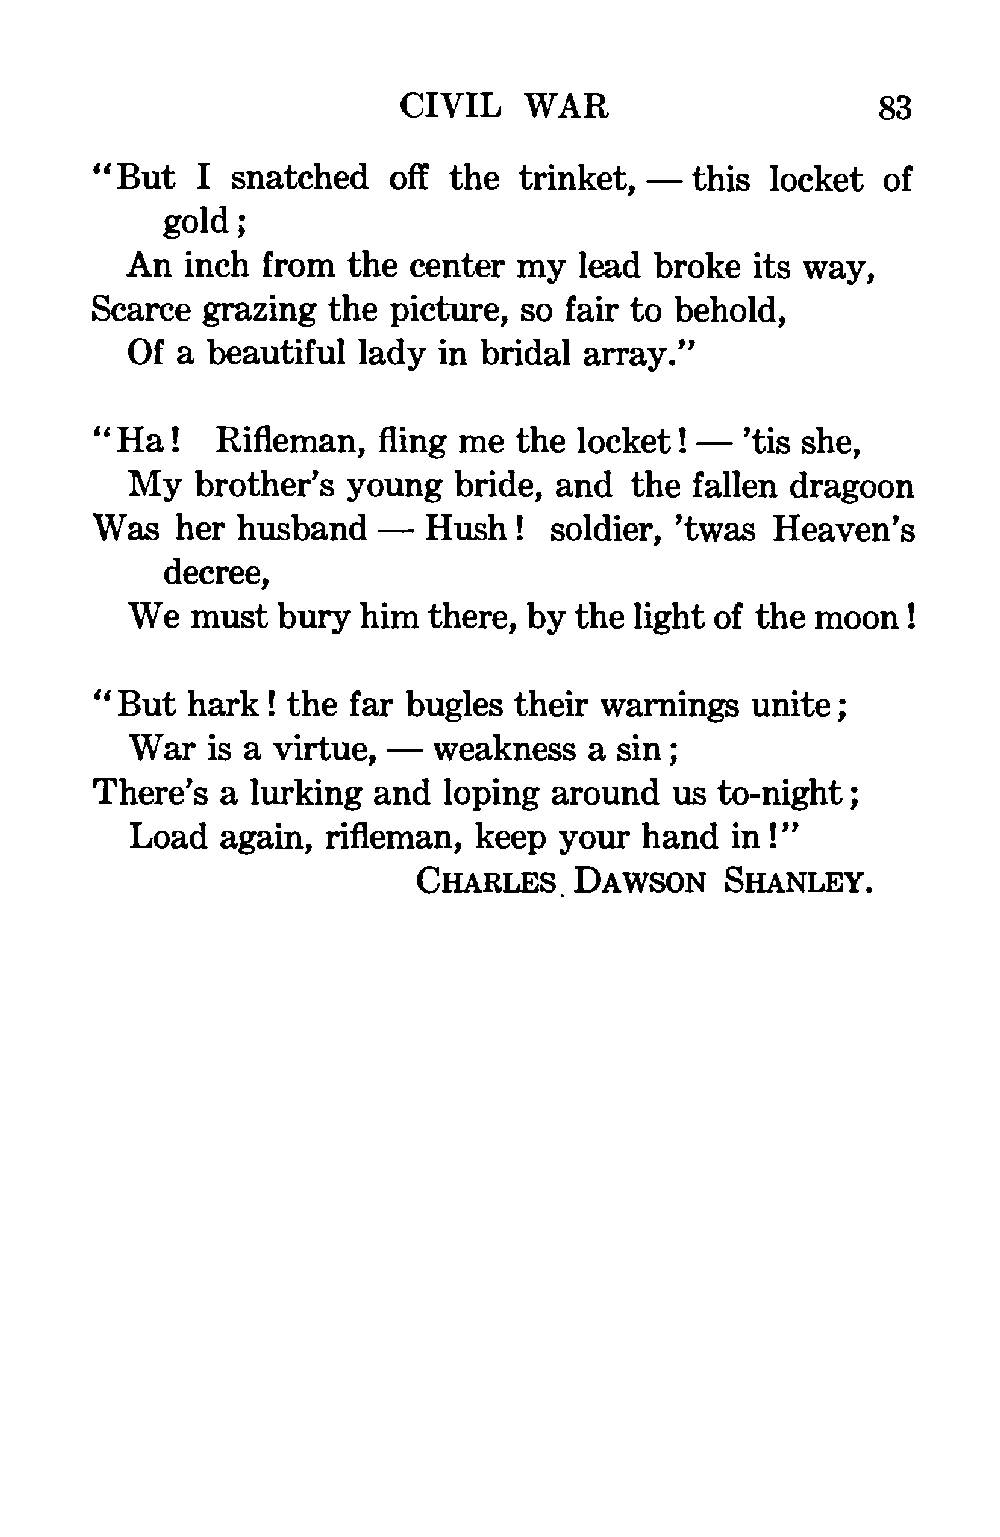 CIVIL WAR 83
“But I snatched off the trinket, — this locket of
gold;
An inch from the center my lead broke its way,
Scarce grazing the picture, so fair to behold,
Of a beautiful lady in bridal array.”
“Ha! Rifleman, fling me the locket! — ’tis she,
My brother’s young bride, and the fallen dragoon
Was her husband — Hush! soldier, ’twas Heaven’s
decree,
We must bury him there, by the light of the moon!
“But hark! the far bugles their warnings unite;
War is a virtue, — weakness a sin;
There’s a lurking and loping around us to-night;
Load again, rifleman, keep your hand in!”
CHARLES DAWSON SHANLEY.